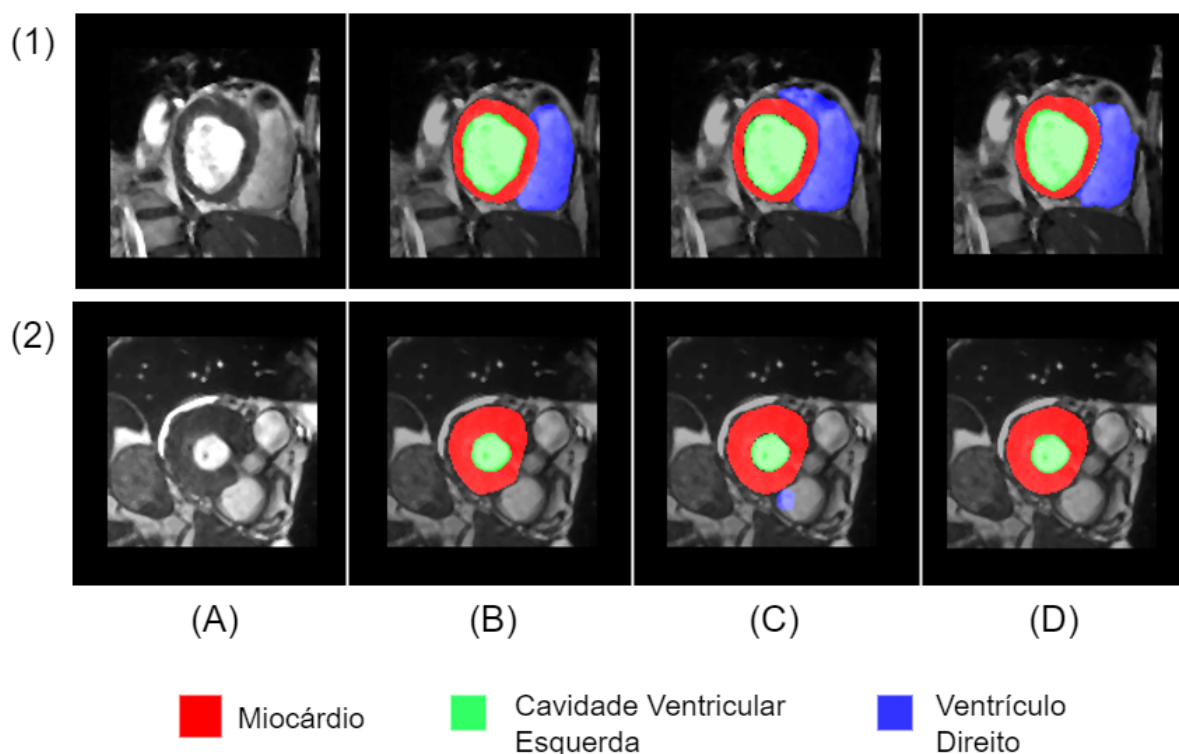 (1)
(2)
(A) (B) (C) (D)
Miocárdio
Cavidade Ventricular
Esquerda
Ventrículo
Direito